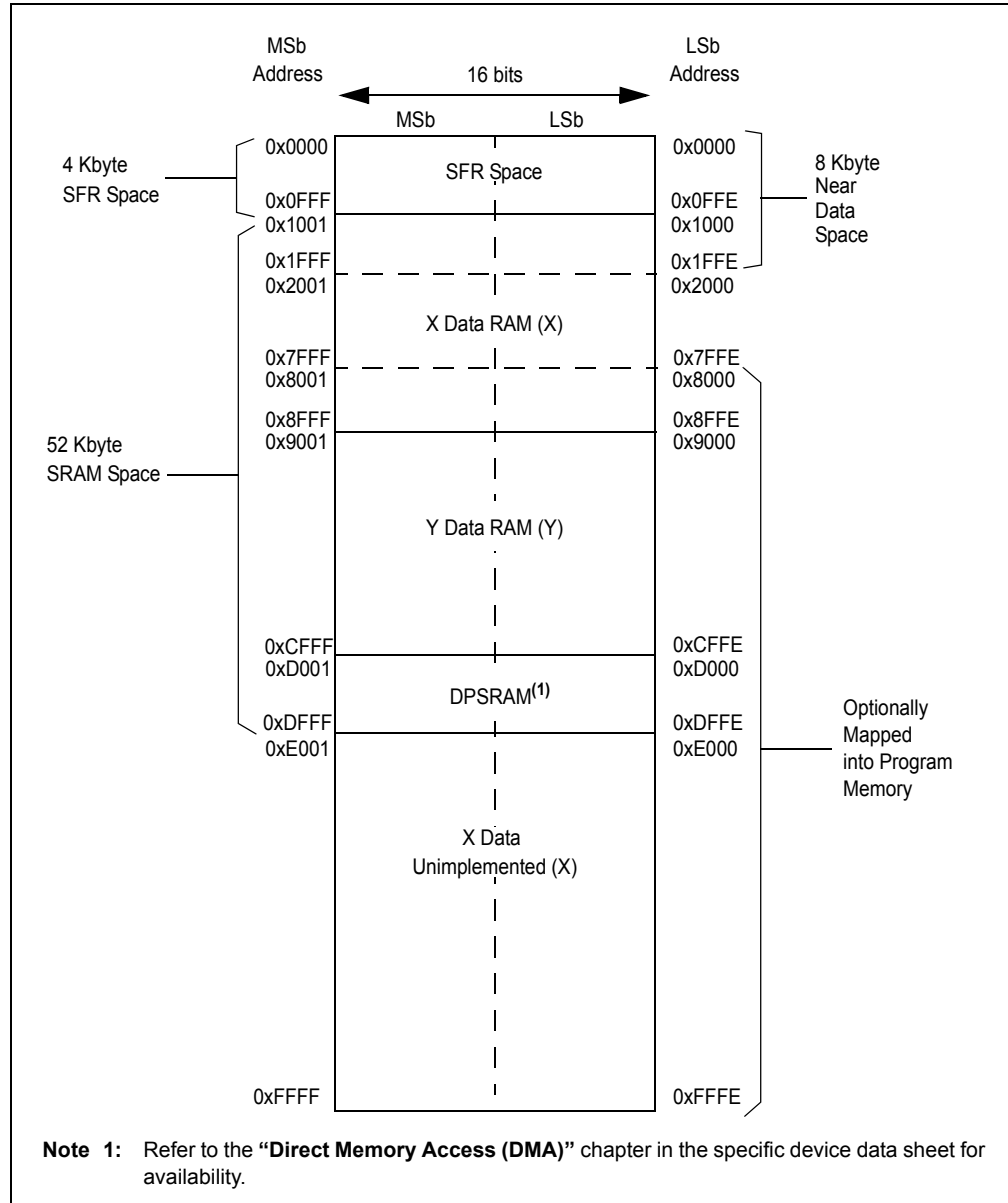 MSb
Address
LSb
Address
16 bits
MSb
LSb
0x0000
0x0000
4 Kbyte
SFR Space
SFR Space
8 Kbyte
Near
Data
Space
0x0FFF
0x0FFE
0x1001
0x1000
0x1FFF
0x1FFE
0x2001
0x2000
X Data RAM (X)
0x7FFF
0x7FFE
0x8001
0x8000
0x8FFF
0x8FFE
0x9001
0x9000
52 Kbyte
SRAM Space
Y Data RAM (Y)
0xCFFF
0xCFFE
0xD001
0xD000
DPSRAM(1)
0xDFFF
0xDFFE
0xE001
0xE000
Optionally
Mapped
into Program
Memory
X Data
Unimplemented (X)
0xFFFF
0xFFFE
Note 1: Refer to the “Direct Memory Access (DMA)” chapter in the specific device data sheet for
availability.